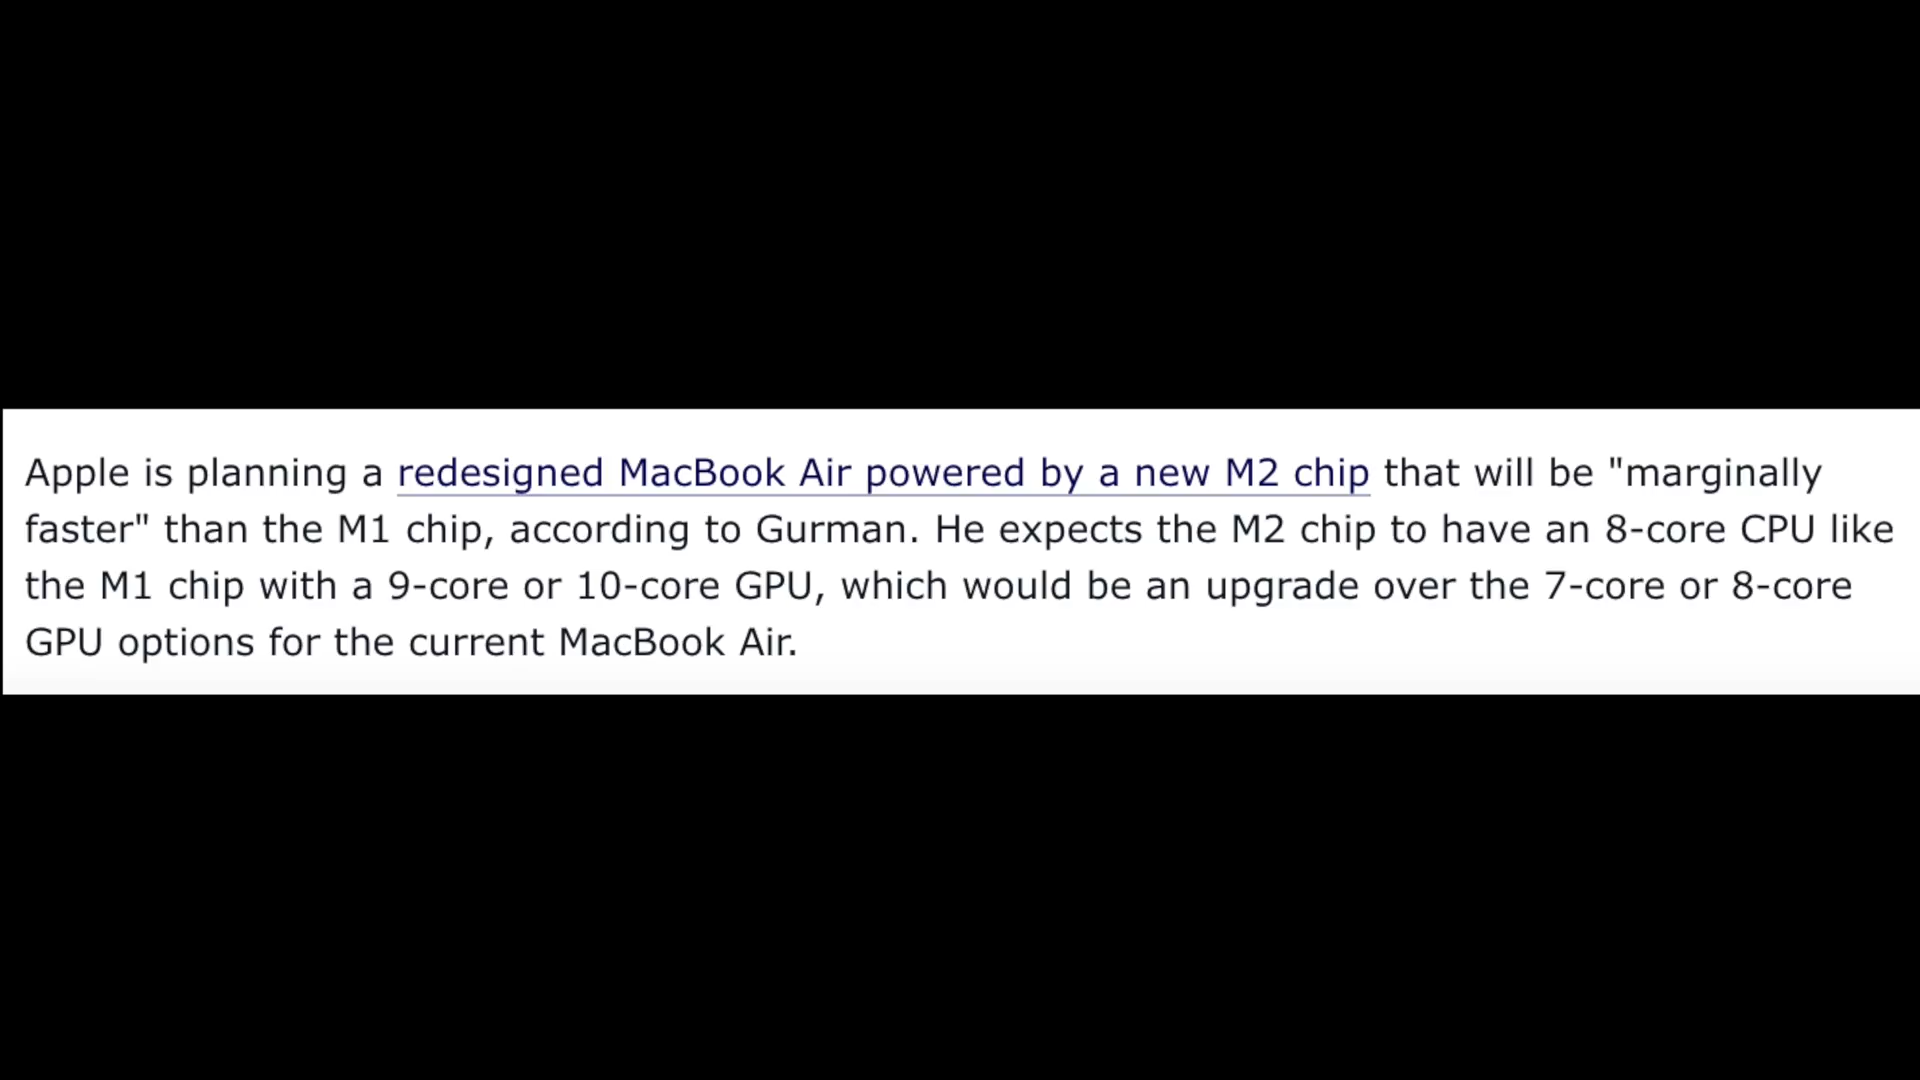 Apple is planning a redesigned MacBook Air powered by a new M2 chip that will be "marginally
faster" than the M1 chip, according to Gurman. He expects the M2 chip to have an 8-core CPU like
the M1 chip with a 9-core or 10-core GPU, which would be an upgrade over the 7-core or 8-core
GPU options for the current MacBook Air.